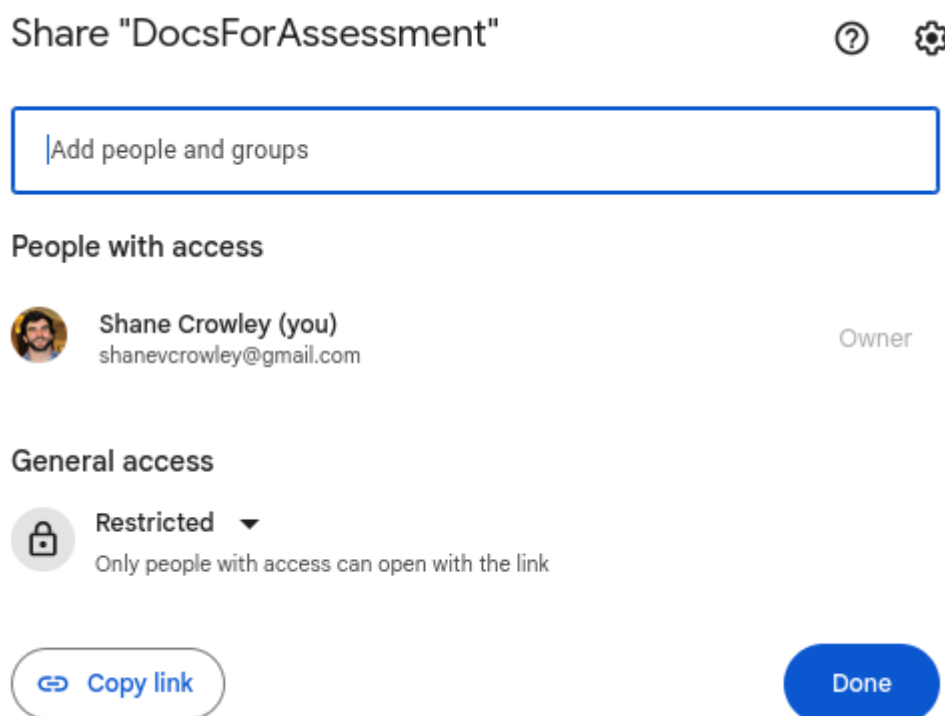 Share "DocsForAssessment"
Add people and groups
People with access
Shane Crowley (you)
shanevcrowley@gmail.com
Owner
General access
Restricted
Only people with access can open with the link
Copy link
Done